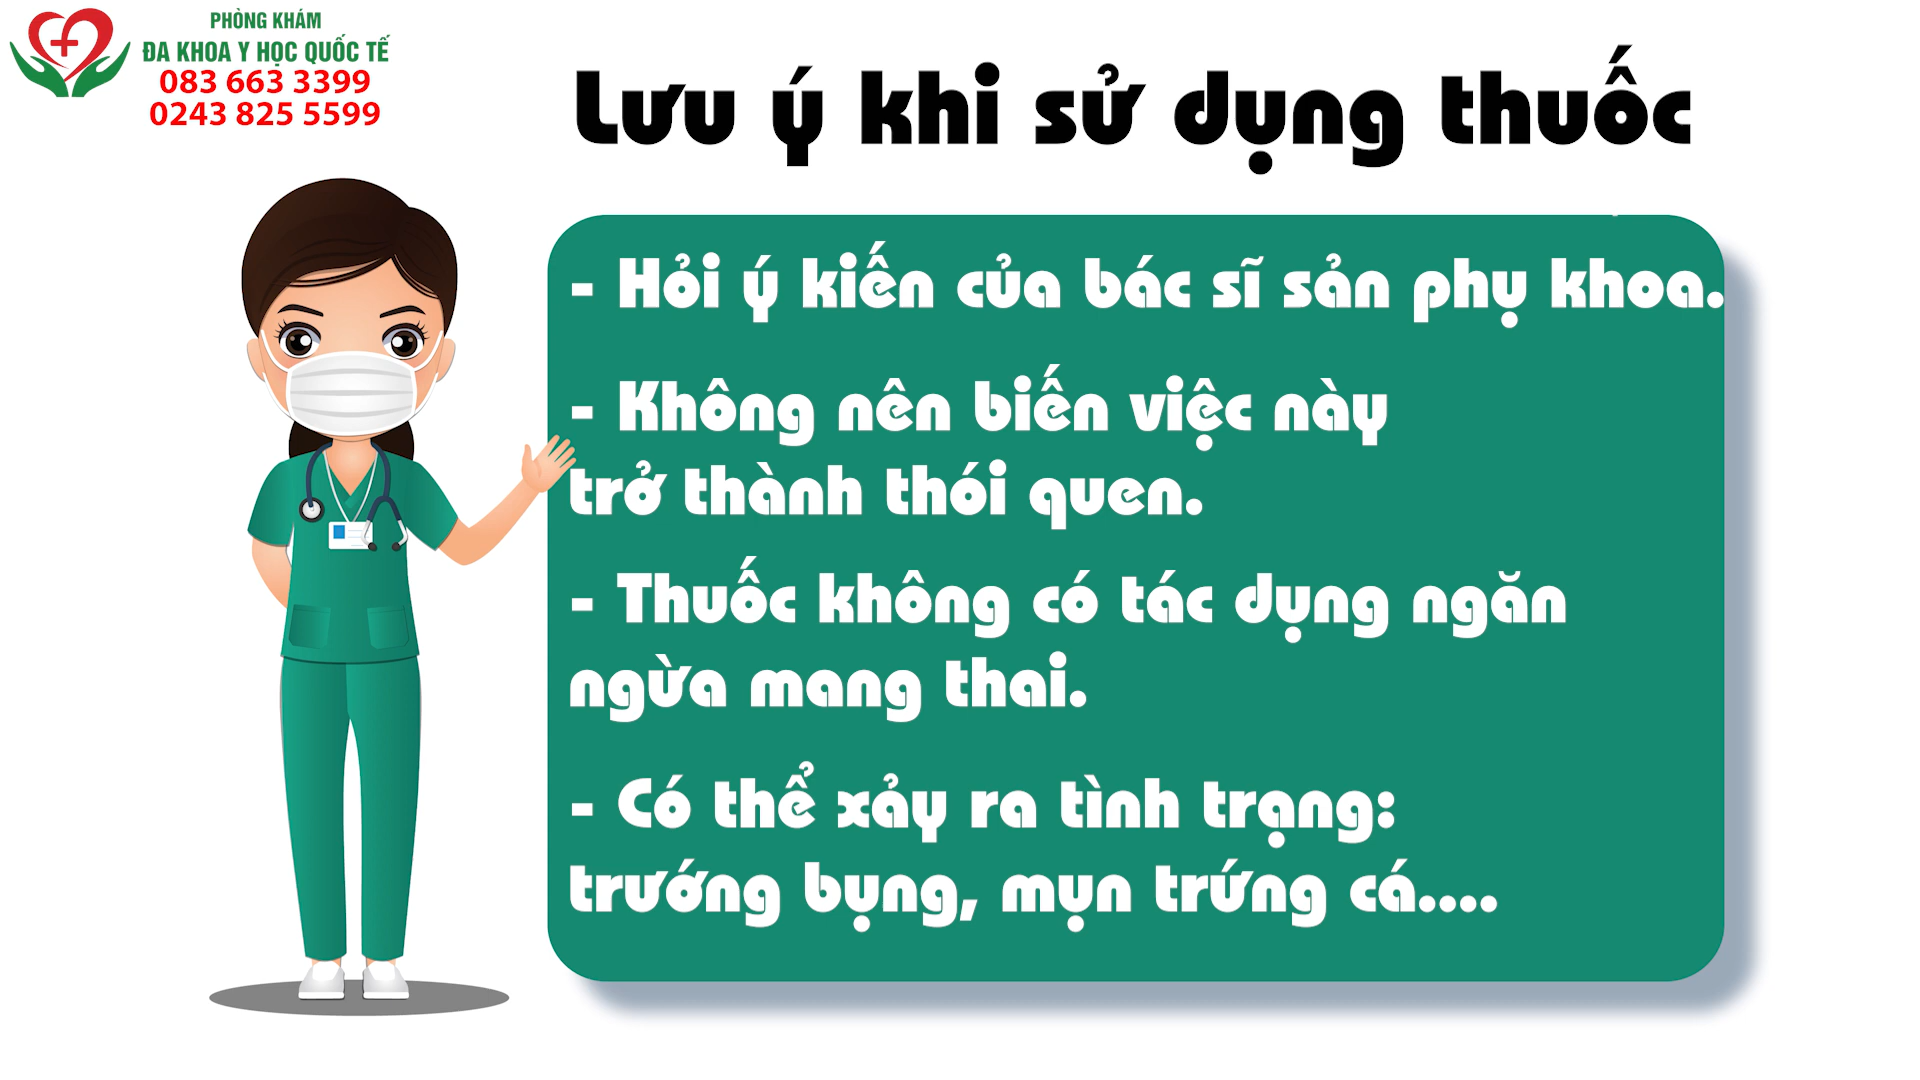 PHÒNG KHÁM
ĐA KHOA Y HỌC QUỐC TẾ
083 663 3399
0243 825 5599
Lưu ý khi sử dụng thuốc
- Hỏi ý kiến của bác sĩ sản phụ khoa.
- Không nên biến việc này
trở thành thói quen.
- Thuốc không có tác dụng ngăn
ngừa mang thai.
- Có thể xảy ra tình trạng:
trướng bụng, mụn trứng cá....